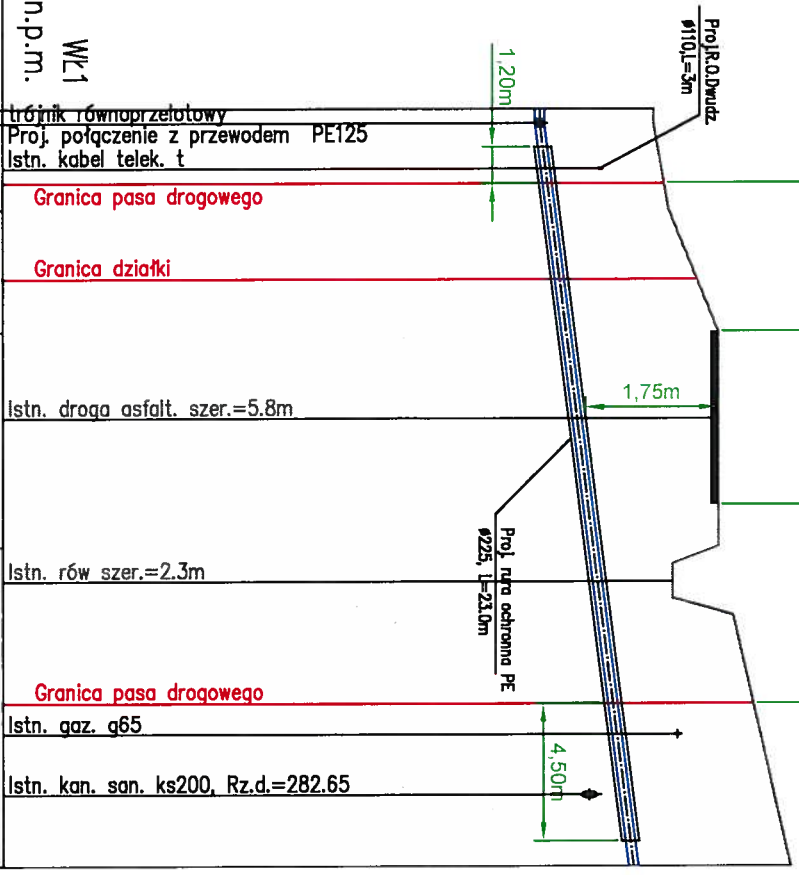 Proj.R.O.Dwudz.
ø110,L=3m
1,20m
WŁ1
n.p.m.
trójnik równoprzelotowy
Proj. połączenie z przewodem PE125
Istn. kabel telek. t
Granica pasa drogowego
Granica działki
1,75m
Istn. droga asfalt. szer.=5.8m
Proj. rura ochronna PE
ø225, L=23.0m
Istn. rów szer.=2.3m
Granica pasa drogowego
Istn. gaz. g65
4,50m
Istn. kan. san. ks200, Rz.d.=282.65